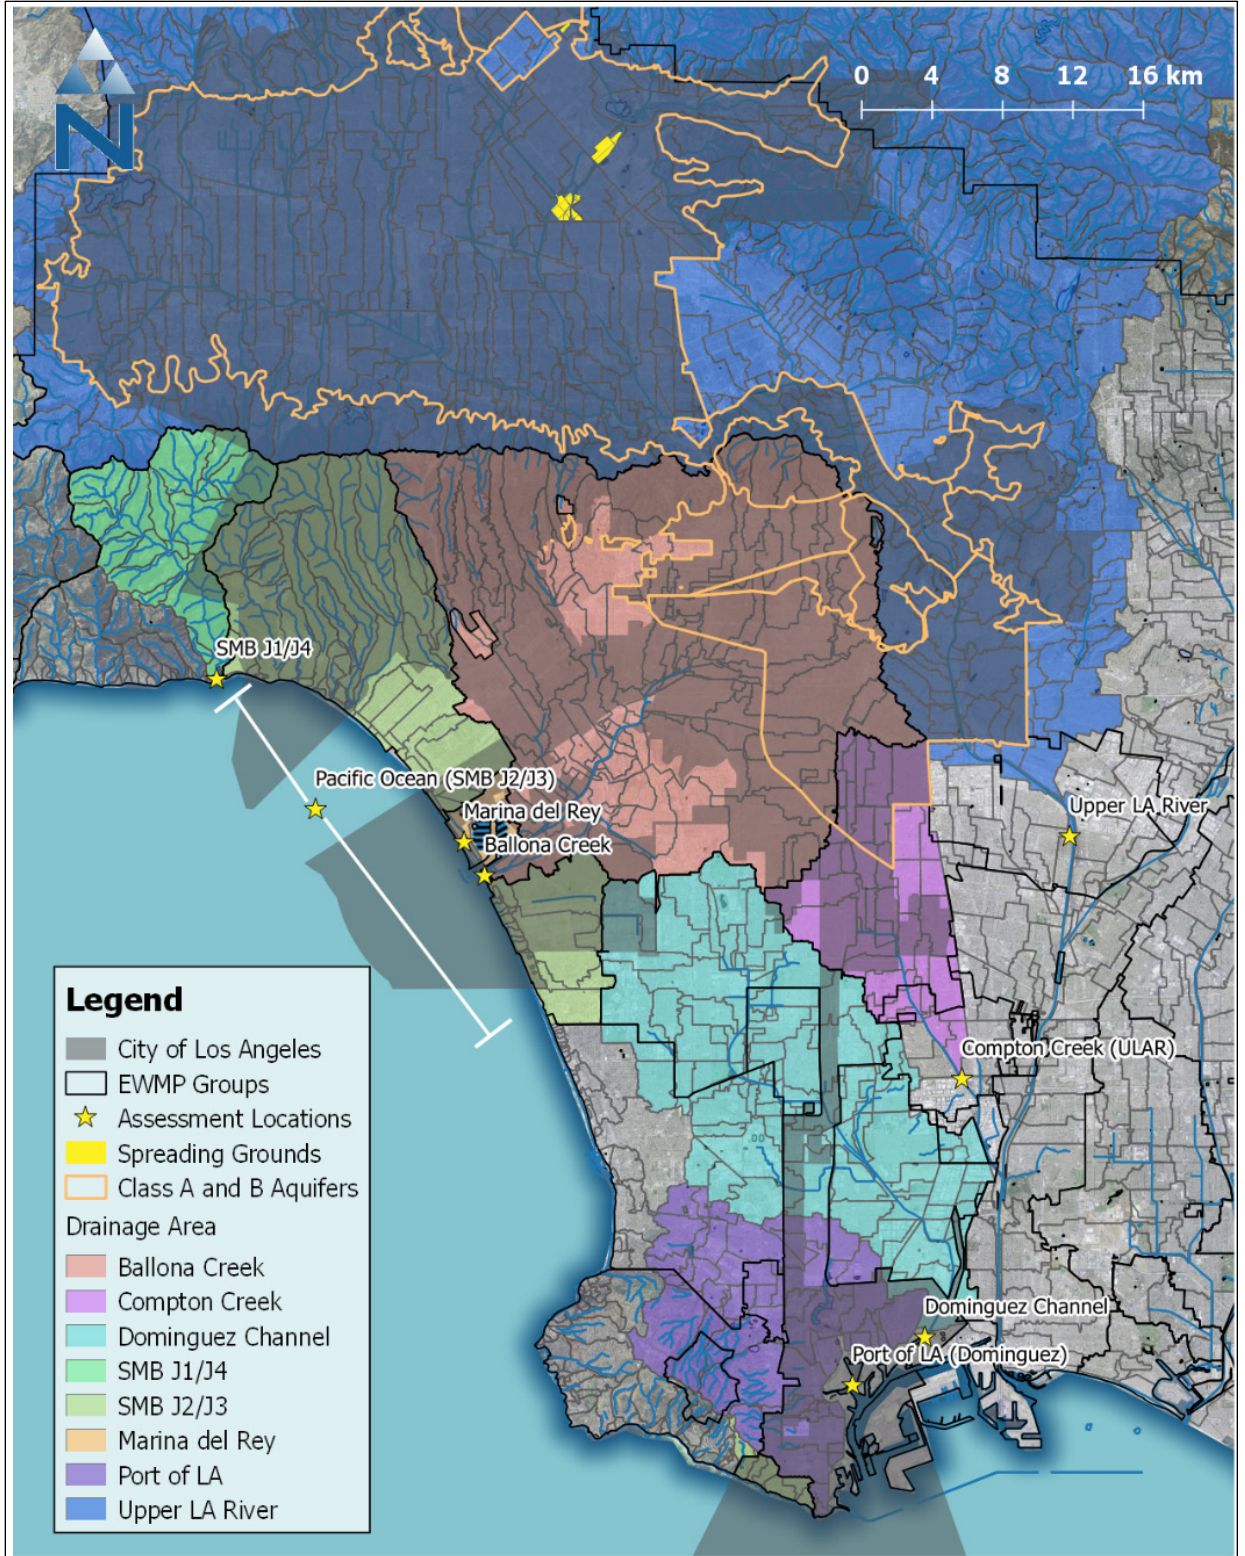 N
0 4 8 12 16 km
SMB J1/J4
Pacific Ocean (SMB J2/J3)
Marina del Rey
Ballona Creek
Upper LA River
Compton Creek (ULAR)
Dominguez Channel
Port of LA (Dominguez)
Legend
City of Los Angeles
EWMP Groups
Assessment Locations
Spreading Grounds
Class A and B Aquifers
Drainage Area
Ballona Creek
Compton Creek
Dominguez Channel
SMB J1/J4
SMB J2/J3
Marina del Rey
Port of LA
Upper LA River